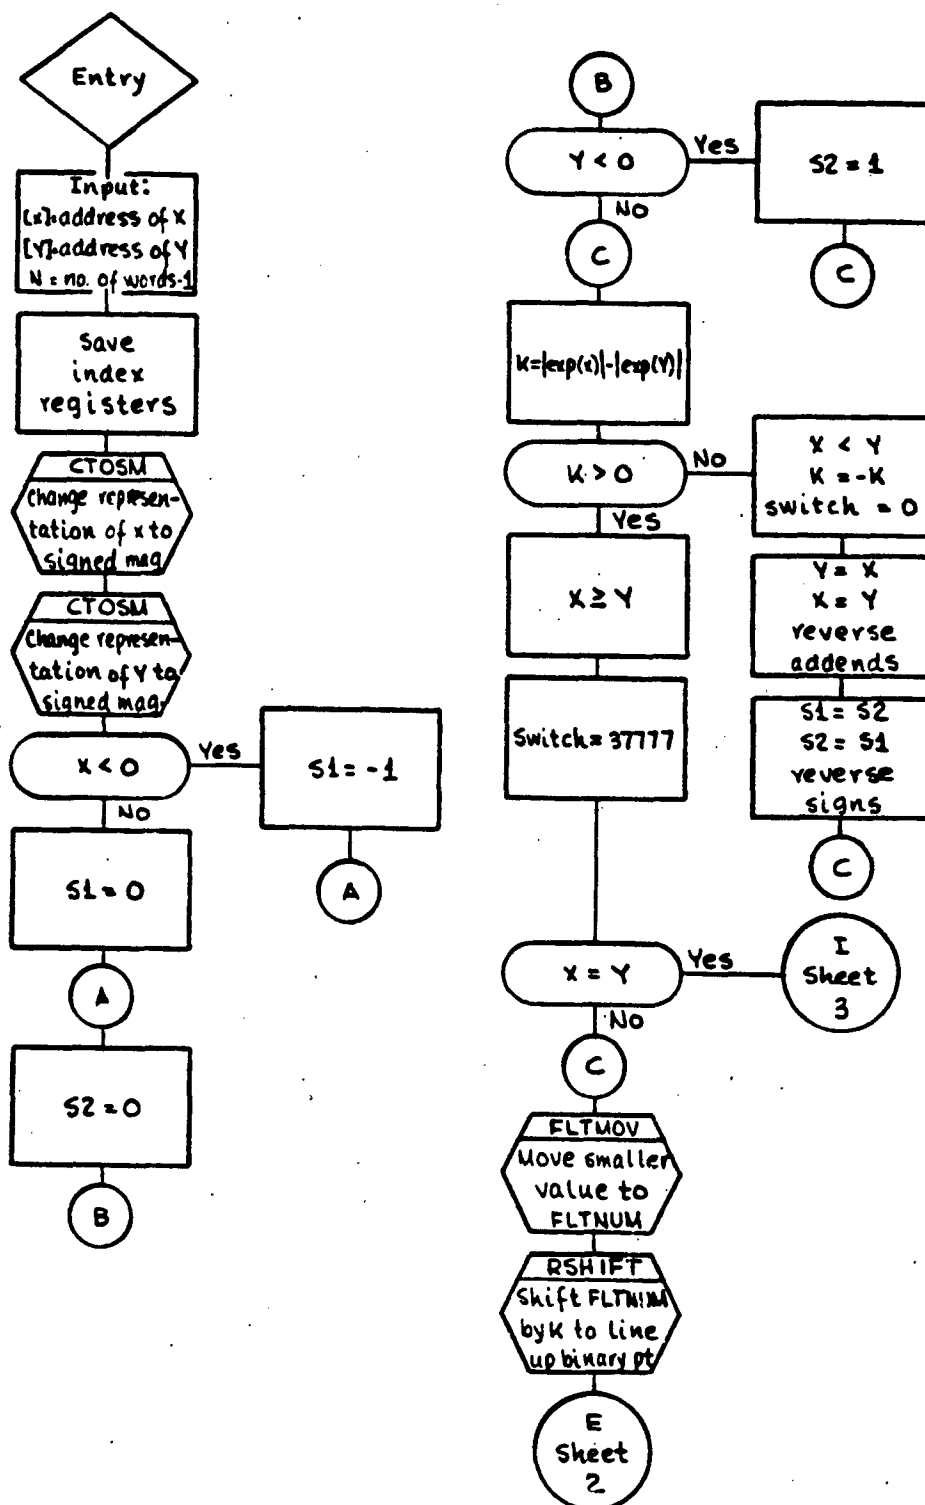 Entry
Input:
[x]=address of X
[Y]=address of Y
N = no. of words-1
Save
index
registers
CTOSM
Change represen-
tation of x to
signed mag
CTOSM
Change represen-
tation of Y to
signed mag.
X < 0
Yes
S1 = -1
A
NO
S1 = 0
A
S2 = 0
B
B
Y < 0
Yes
S2 = 1
C
NO
C
K=|exp(x)|-|exp(Y)|
K > 0
No
X < Y
K = -K
switch = 0
Y = X
X = Y
reverse
addends
S1 = S2
S2 = S1
reverse
signs
C
Yes
X ≥ Y
Switch = 37777
X = Y
Yes
I
Sheet
3
No
C
FLTMOV
Move smaller
value to
FLTNUM
RSHIFT
Shift FLTNUM
by K to line
up binary pt
E
Sheet
2